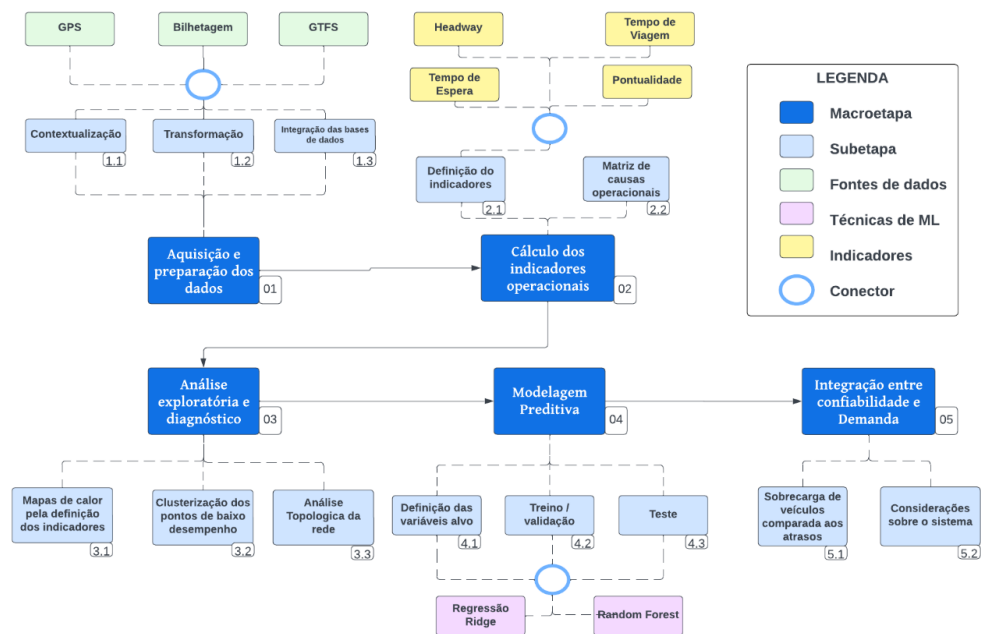 GPS
Bilhetagem
GTFS
Headway
Tempo de
Viagem
Tempo de
Espera
Pontualidade
LEGENDA
Macroetapa
Subetapa
Fontes de dados
Técnicas de ML
Indicadores
Conector
Contextualização
1.1
Transformação
1.2
Integração das bases
de dados
1.3
Definição do
indicadores
2.1
Matriz de
causas
operacionais
2.2
Aquisição e
preparação dos
dados
01
Cálculo dos
indicadores
operacionais
02
Análise
exploratória e
diagnóstico
03
Modelagem
Preditiva
04
Integração entre
confiabilidade e
Demanda
05
Mapas de calor
pela definição
dos indicadores
3.1
Clusterização dos
pontos de baixo
desempenho
3.2
Análise
Topologica da
rede
3.3
Definição das
variáveis alvo
4.1
Treino /
validação
4.2
Teste
4.3
Sobrecarga de
veículos
comparada aos
atrasos
5.1
Considerações
sobre o sistema
5.2
Regressão
Ridge
Random Forest